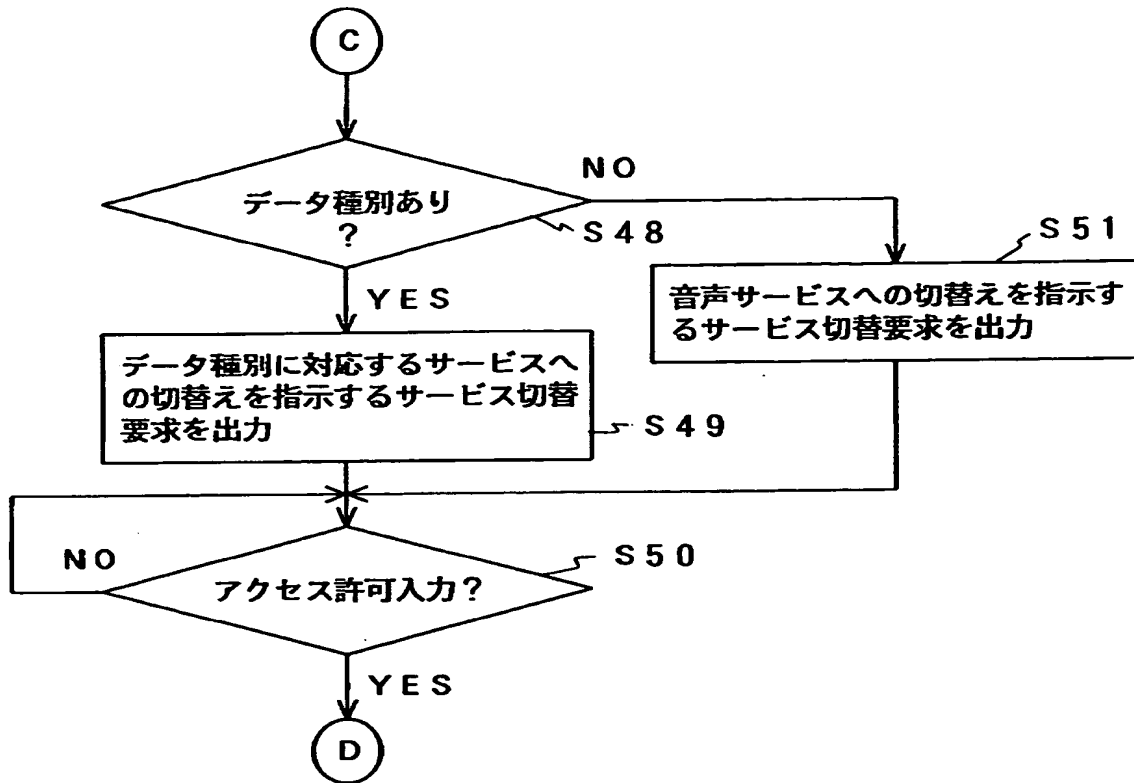 C
データ種別あり
?
NO
S48
S51
YES
音声サービスへの切替えを指示す
るサービス切替要求を出力
データ種別に対応するサービスへ
の切替えを指示するサービス切替
要求を出力
S49
NO
S50
アクセス許可入力?
YES
D